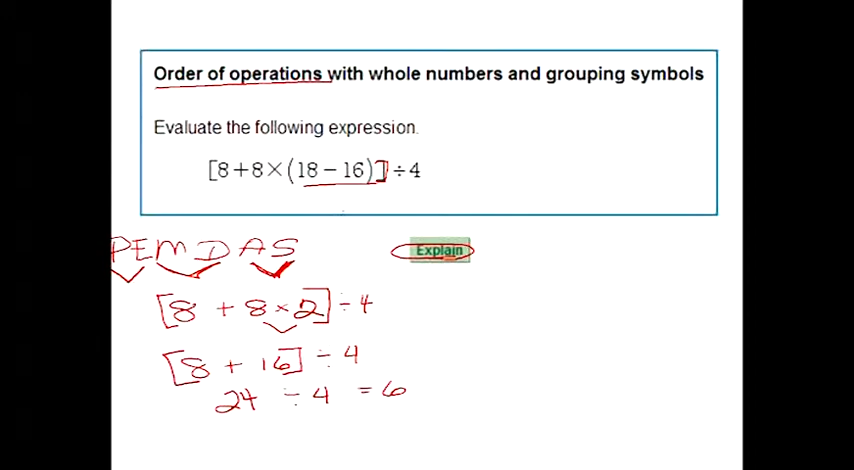 Order of operations with whole numbers and grouping symbols
Evaluate the following expression.
[8+8×(18−16)]÷4
PEMDAS
Explain
[8 + 8 × 2] ÷ 4
[8 + 16] ÷ 4
24 ÷ 4 = 6